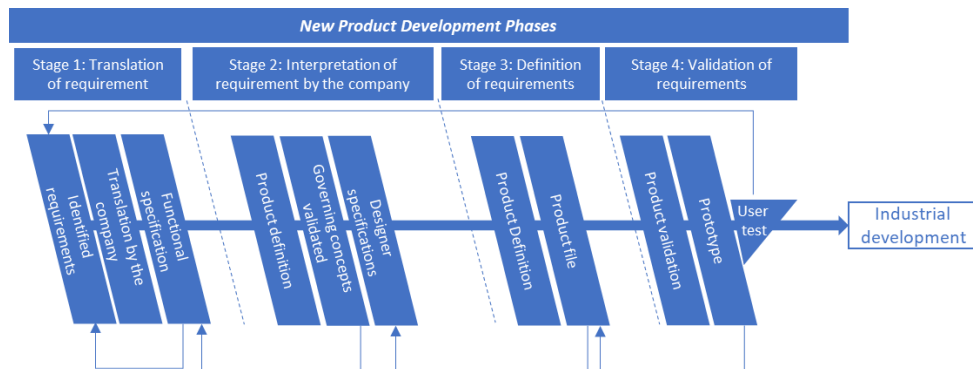 New Product Development Phases
Stage 1: Translation
of requirement
Stage 2: Interpretation of
requirement by the company
Stage 3: Definition
of requirements
Stage 4: Validation of
requirements
Identified
requirements
Translation by the
company
Functional
specification
Product definition
Governing concepts
validated
Designer
specifications
Product Definition
Product file
Product validation
Prototype
User
test
Industrial
development